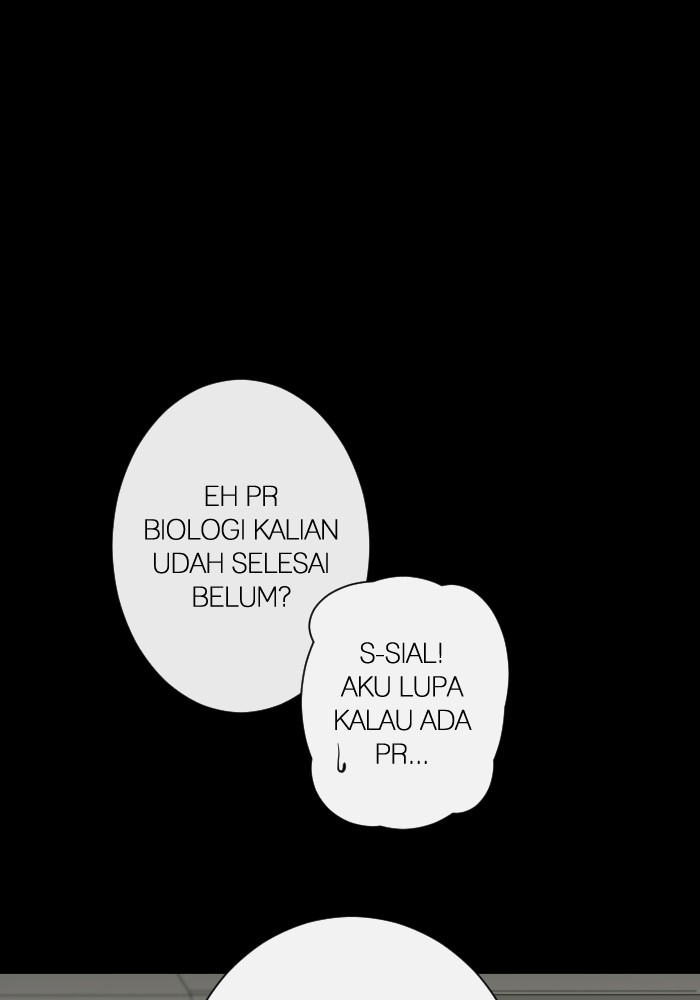 EH PR
BIOLOGI KALIAN
UDAH SELESAI
BELUM?
S-SIAL!
AKU LUPA
KALAU ADA
PR...